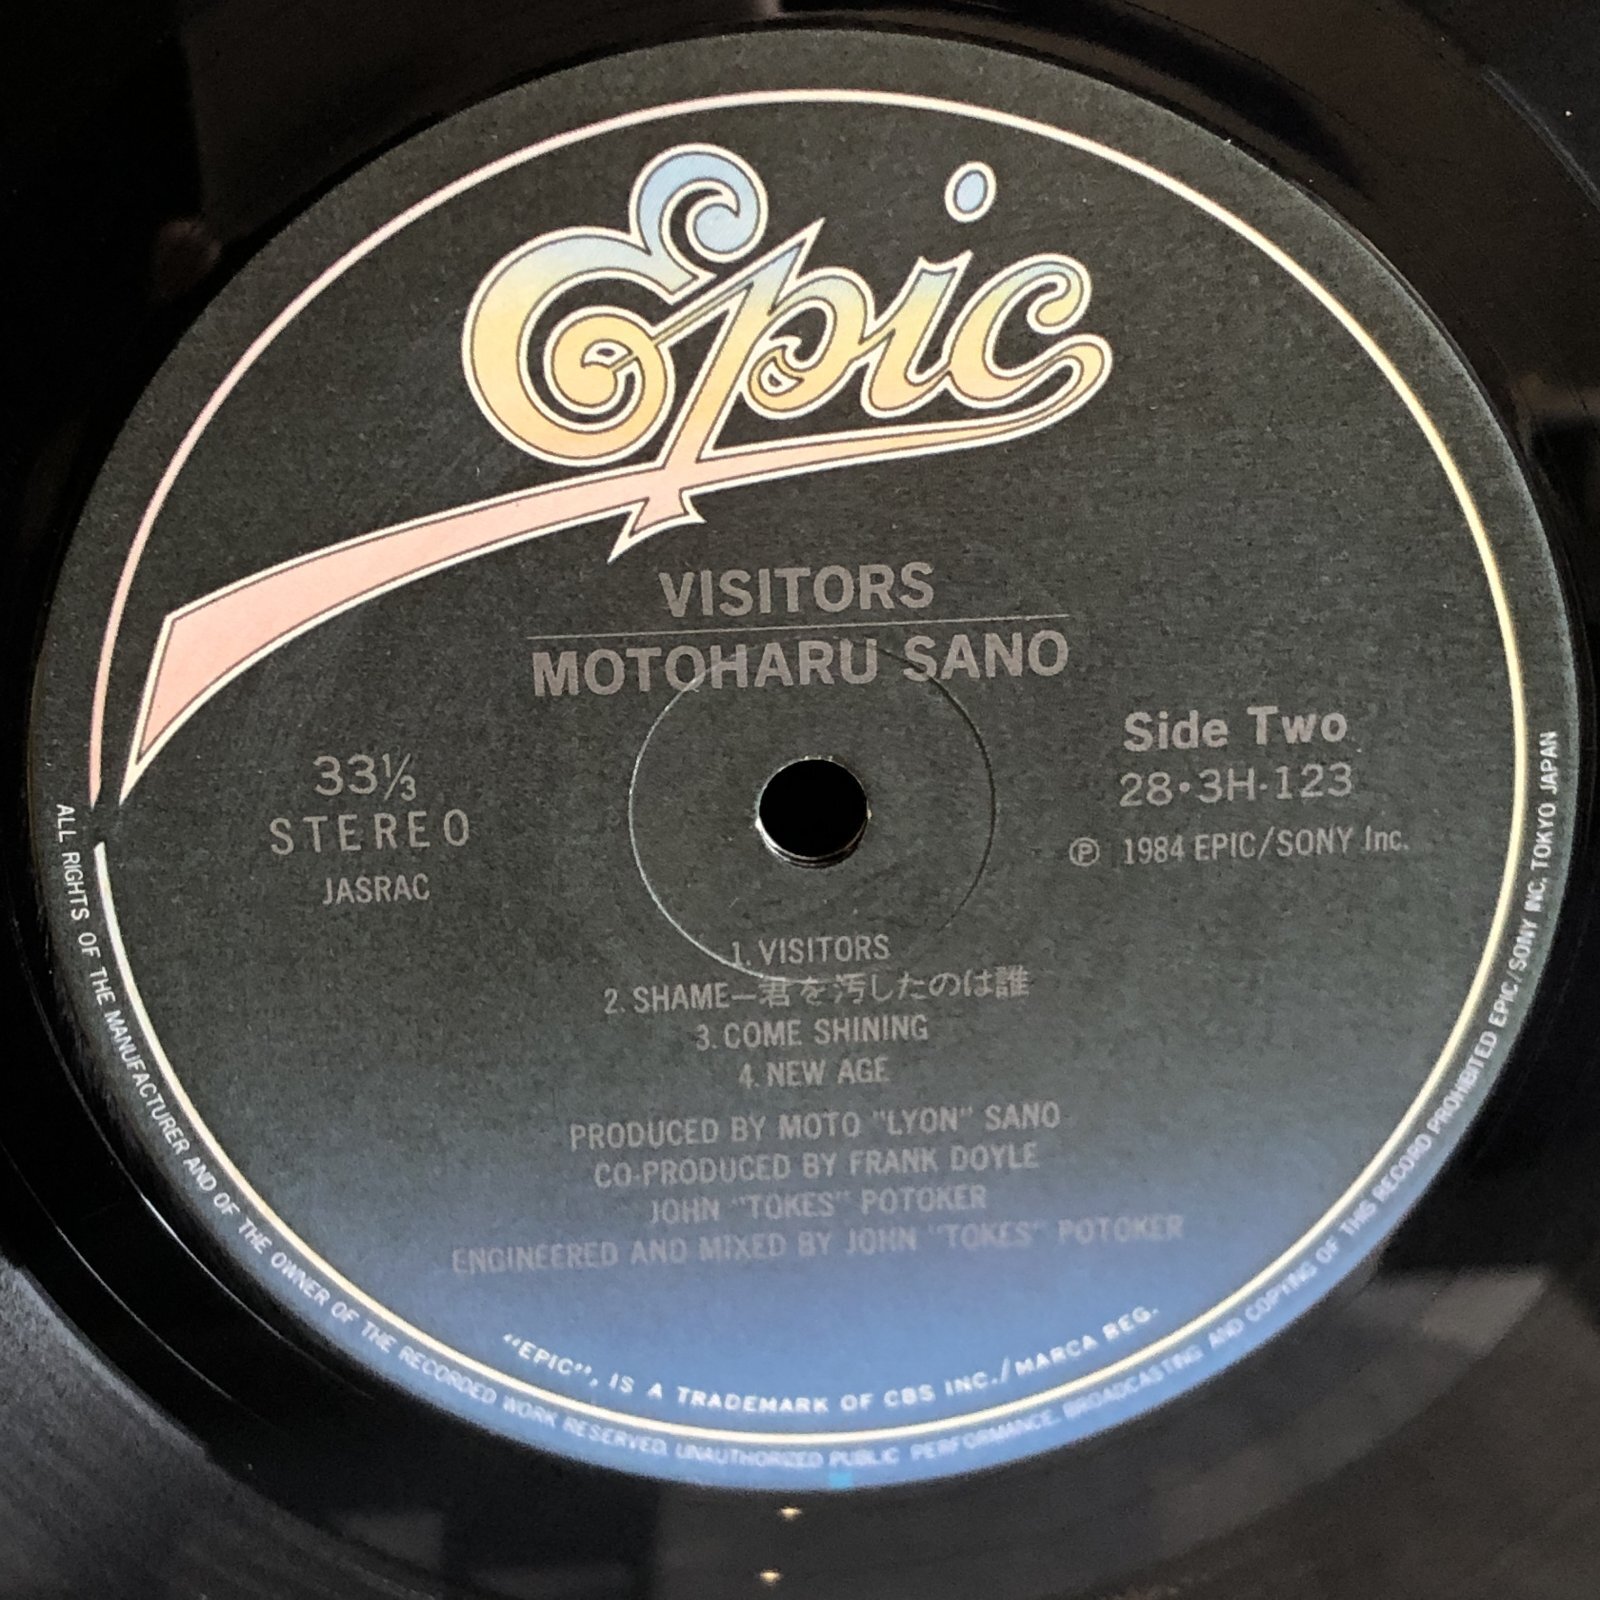 Epic
VISITORS
MOTOHARU SANO
33⅓
STEREO
JASRAC
Side Two
28・3H-123
℗ 1984 EPIC/SONY Inc.
1. VISITORS
2. SHAME—君を汚したのは誰
3. COME SHINING
4. NEW AGE
PRODUCED BY MOTO "LYON" SANO
CO-PRODUCED BY FRANK DOYLE
JOHN "TOKES" POTOKER
ENGINEERED AND MIXED BY JOHN "TOKES" POTOKER
"EPIC", IS A TRADEMARK OF CBS INC./MARCA REG.
ALL RIGHTS OF THE MANUFACTURER AND OF THE OWNER OF THE RECORDED WORK RESERVED. UNAUTHORIZED PUBLIC PERFORMANCE, BROADCASTING AND COPYING OF THIS RECORD PROHIBITED EPIC/SONY INC. TOKYO JAPAN